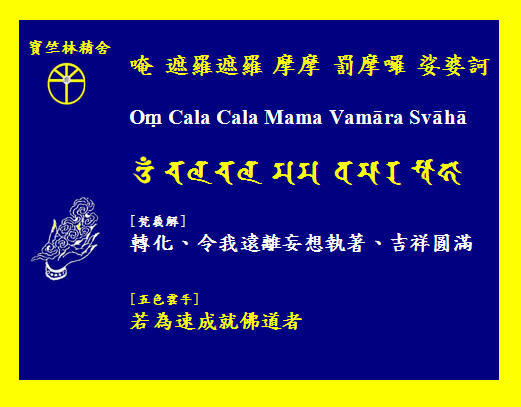 寶竺林精舍
唵 遮羅遮羅 摩摩 罰摩囉 娑婆訶
Oṃ Cala Cala Mama Vamāra Svāhā
[梵義解]
轉化、令我遠離妄想執著、吉祥圓滿
[五色雲手]
若為速成就佛道者